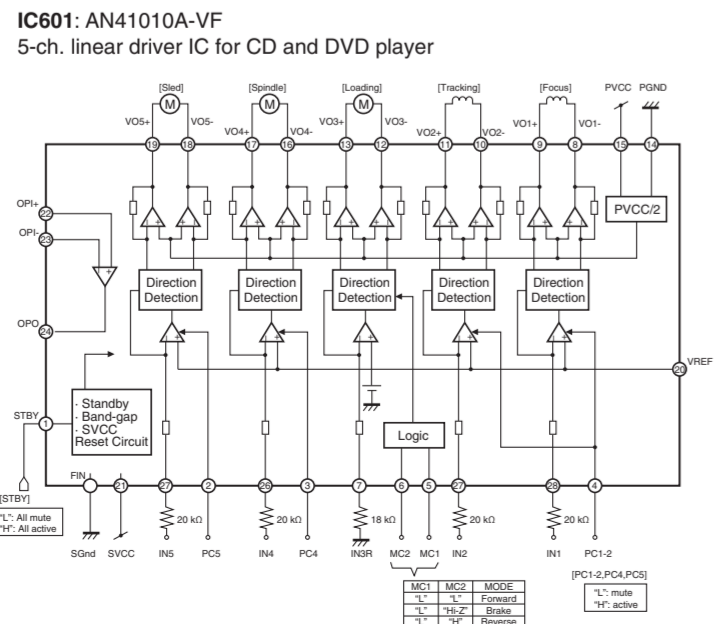 IC601: AN41010A-VF
5-ch. linear driver IC for CD and DVD player
[Sled] [Spindle] [Loading] [Tracking] [Focus] PVCC PGND
M M M
VO5+ VO5- VO4+ VO4- VO3+ VO3- VO2+ VO2- VO1+ VO1-
19 18 17 16 13 12 11 10 9 8 15 14
OPI+ 22
OPI- 23
PVCC/2
Direction Detection
Direction Detection
Direction Detection
Direction Detection
Direction Detection
OPO 24
VREF 20
· Standby
· Band-gap
· SVCC
Reset Circuit
STBY 1
Logic
FIN
21 27 2 26 3 7 6 5 27 28 4
[STBY]
"L": All mute
"H": All active
20 kΩ 20 kΩ 18 kΩ 20 kΩ 20 kΩ
SGnd SVCC IN5 PC5 IN4 PC4 IN3R MC2 MC1 IN2 IN1 PC1-2
[PC1-2,PC4,PC5]
"L": mute
"H": active
MC1 MC2 MODE
"L" "L" Forward
"L" "Hi-Z" Brake
"L" "H" Reverse